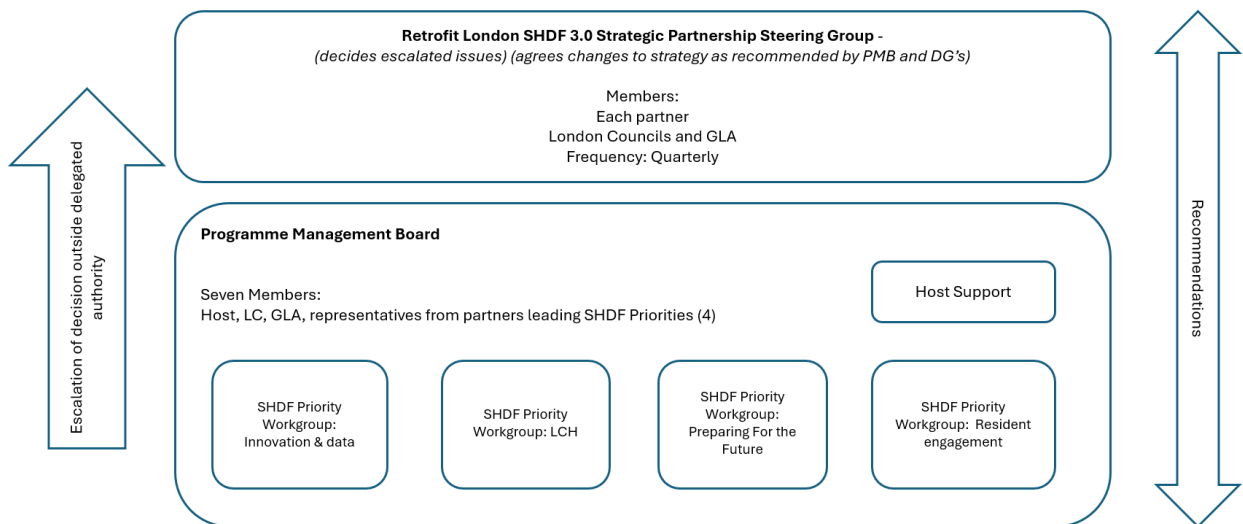 Retrofit London SHDF 3.0 Strategic Partnership Steering Group -
(decides escalated issues) (agrees changes to strategy as recommended by PMB and DG's)
Members:
Each partner
London Councils and GLA
Frequency: Quarterly
Escalation of decision outside delegated
authority
Recommendations
Programme Management Board
Host Support
Seven Members:
Host, LC, GLA, representatives from partners leading SHDF Priorities (4)
SHDF Priority
Workgroup:
Innovation & data
SHDF Priority
Workgroup: LCH
SHDF Priority
Workgroup:
Preparing For the
Future
SHDF Priority
Workgroup:  Resident
engagement